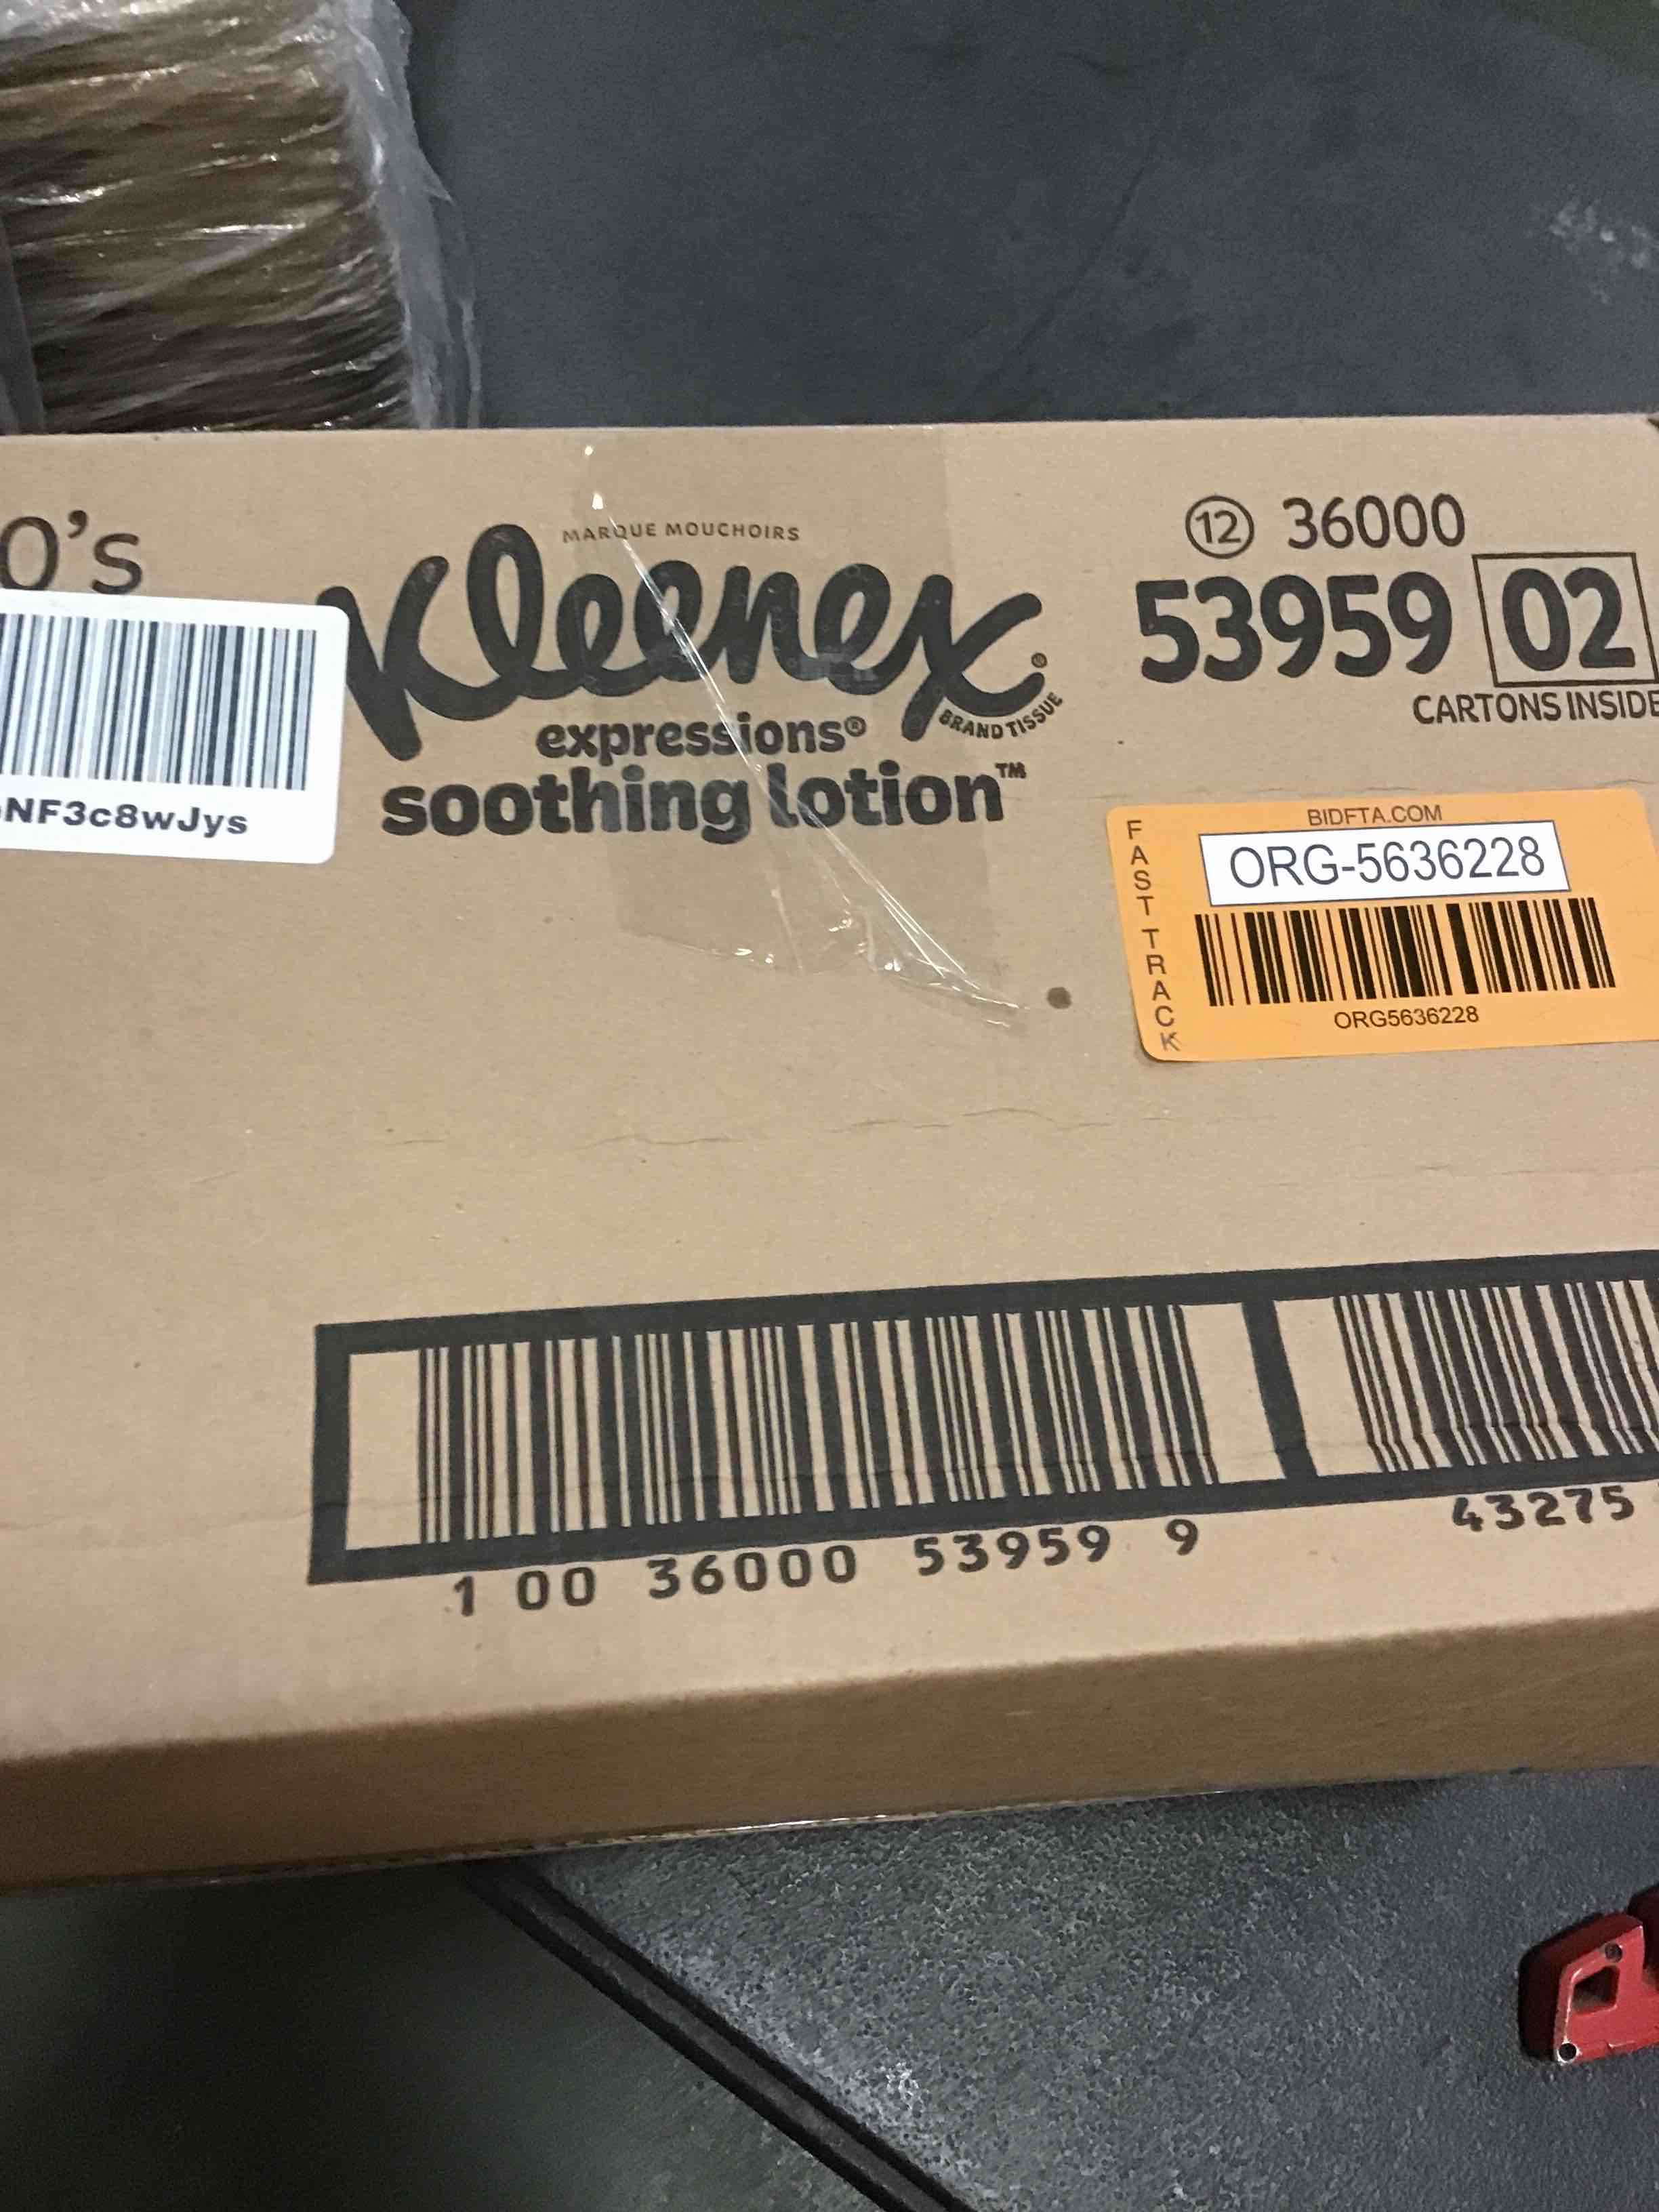 0's
NF3c8wJys
MARQUE MOUCHOIRS
Kleenex®
BRAND TISSUE
expressions®
soothing lotion™
12 36000
53959 02
CARTONS INSIDE
FAST TRACK
BIDFTA.COM
ORG-5636228
ORG5636228
1 00 36000 53959 9
43275